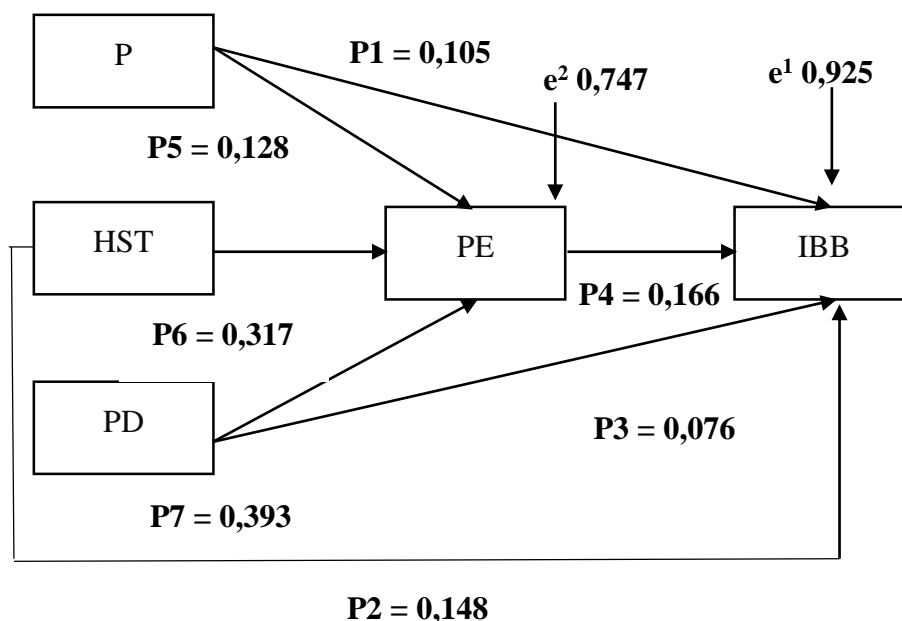 P
P1 = 0,105
e² 0,747
e¹ 0,925
P5 = 0,128
HST
PE
IBB
P4 = 0,166
P6 = 0,317
PD
P3 = 0,076
P7 = 0,393
P2 = 0,148